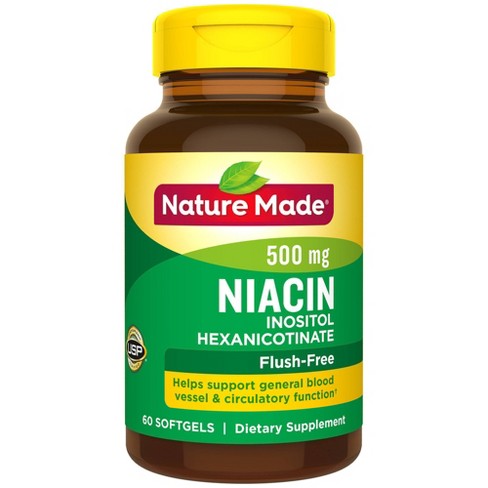 Nature Made®
500 mg
NIACIN
INOSITOL
HEXANICOTINATE
Flush-Free
USP
Helps support general blood
vessel & circulatory function†
60 SOFTGELS | Dietary Supplement